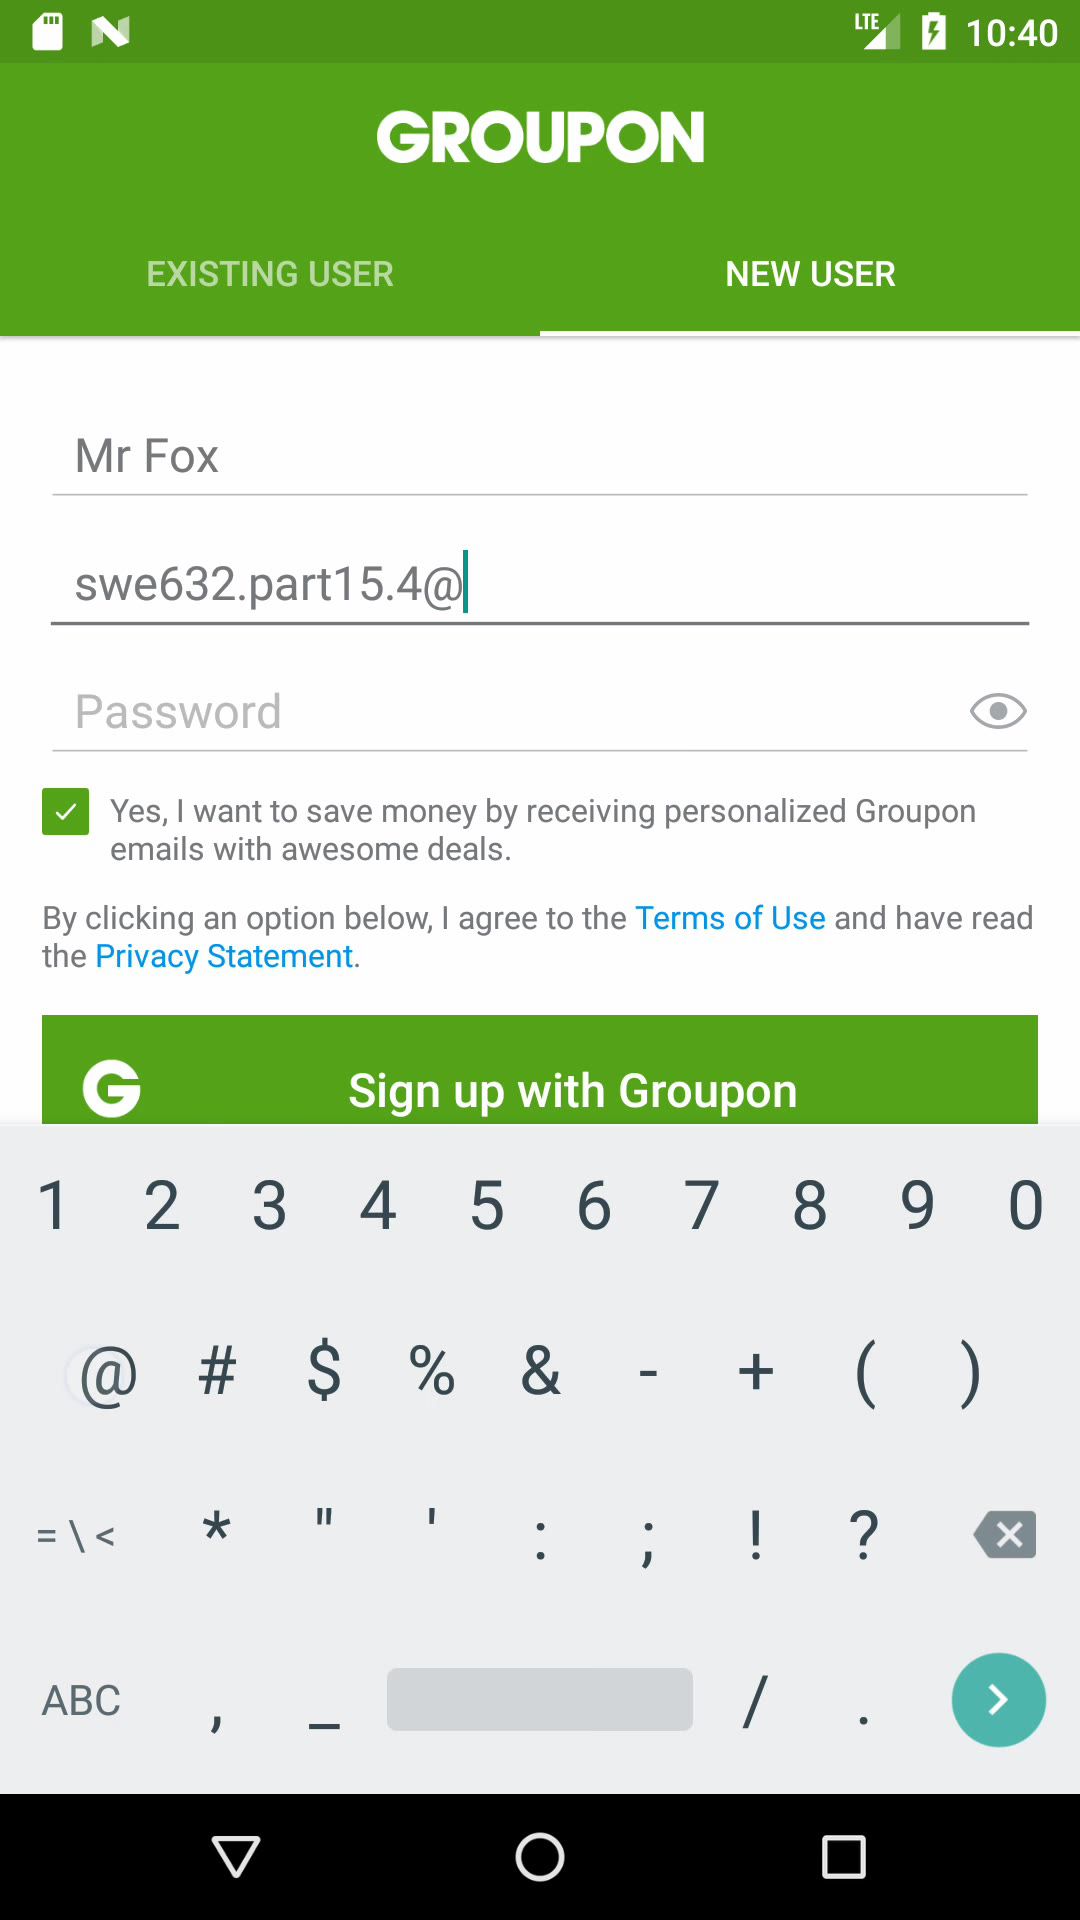 LTE 10:40
GROUPON
EXISTING USER NEW USER
Mr Fox
swe632.part15.4@
Password
Yes, I want to save money by receiving personalized Groupon
emails with awesome deals.
By clicking an option below, I agree to the Terms of Use and have read
the Privacy Statement.
G Sign up with Groupon
1 2 3 4 5 6 7 8 9 0
@ # $ % & - + ( )
= \ < * " ' : ; ! ?
ABC , _ / .